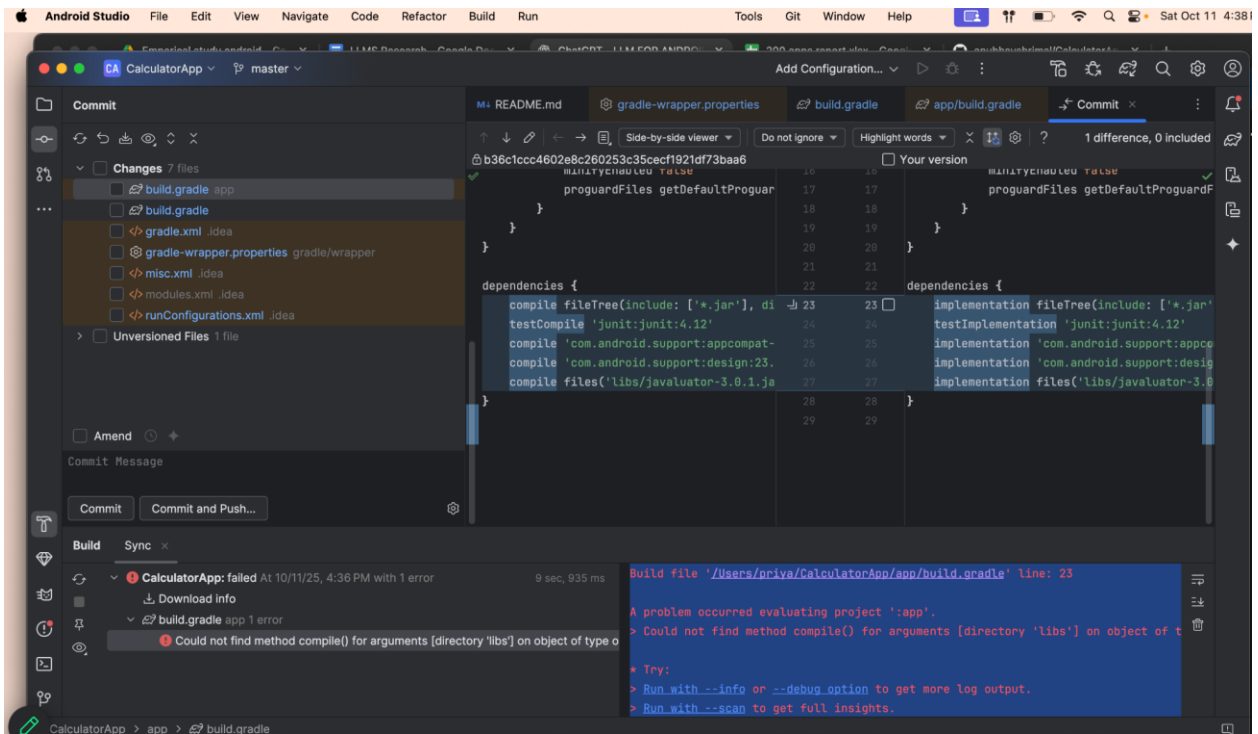 Android Studio File Edit View Navigate Code Refactor Build Run Tools Git Window Help Sat Oct 11 4:38
CA CalculatorApp master Add Configuration...
Commit
README.md gradle-wrapper.properties build.gradle app/build.gradle Commit
Side-by-side viewer Do not ignore Highlight words ? 1 difference, 0 included
b36c1ccc4602e8c260253c35cecf1921df73baa6 Your version
Changes 7 files
build.gradle app
build.gradle
gradle.xml .idea
gradle-wrapper.properties gradle/wrapper
misc.xml .idea
modules.xml .idea
runConfigurations.xml .idea
Unversioned Files 1 file
minifyEnabled false 16 16 minifyEnabled false
proguardFiles getDefaultProguar 17 17 proguardFiles getDefaultProguardF
} 18 18 }
} 19 19 }
} 20 20 }
21 21
dependencies { 22 22 dependencies {
compile fileTree(include: ['*.jar'], di 23 23 implementation fileTree(include: ['*.jar'
testCompile 'junit:junit:4.12' 24 24 testImplementation 'junit:junit:4.12'
compile 'com.android.support:appcompat- 25 25 implementation 'com.android.support:appco
compile 'com.android.support:design:23. 26 26 implementation 'com.android.support:desig
compile files('libs/javaluator-3.0.1.ja 27 27 implementation files('libs/javaluator-3.0
} 28 28 }
29 29
Amend
Commit Message
Commit Commit and Push...
Build Sync
CalculatorApp: failed At 10/11/25, 4:36 PM with 1 error 9 sec, 935 ms
Download info
build.gradle app 1 error
Could not find method compile() for arguments [directory 'libs'] on object of type o
Build file '/Users/priya/CalculatorApp/app/build.gradle' line: 23
A problem occurred evaluating project ':app'.
> Could not find method compile() for arguments [directory 'libs'] on object of t
* Try:
> Run with --info or --debug option to get more log output.
> Run with --scan to get full insights.
CalculatorApp > app > build.gradle